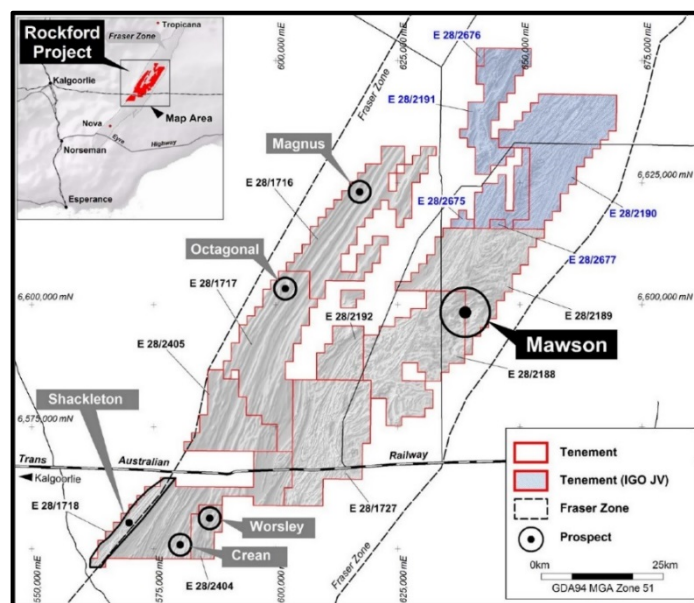 Tropicana
Fraser Zone
Rockford
Project
Kalgoorlie
Map Area
Nova
Eyre
Highway
Norseman
Esperance
600,000 mE
625,000 mE
650,000 mE
675,000 mE
E 28/2676
Fraser Zone
E 28/2191
Magnus
E 28/1716
6,625,000 mN
E 28/2675
E 28/2190
E 28/2677
Octagonal
E 28/1717
6,600,000 mN
6,600,000 mN
E 28/2192
E 28/2189
E 28/2405
Mawson
E 28/2188
Shackleton
6,575,000 mN
Trans
Australian
Railway
Kalgoorlie
E 28/1718
E 28/1727
Worsley
Crean
E 28/2404
Fraser Zone
550,000 mE
575,000 mE
600,000 mE
625,000 mE
Tenement
Tenement (IGO JV)
Fraser Zone
Prospect
0km
25km
GDA94 MGA Zone 51